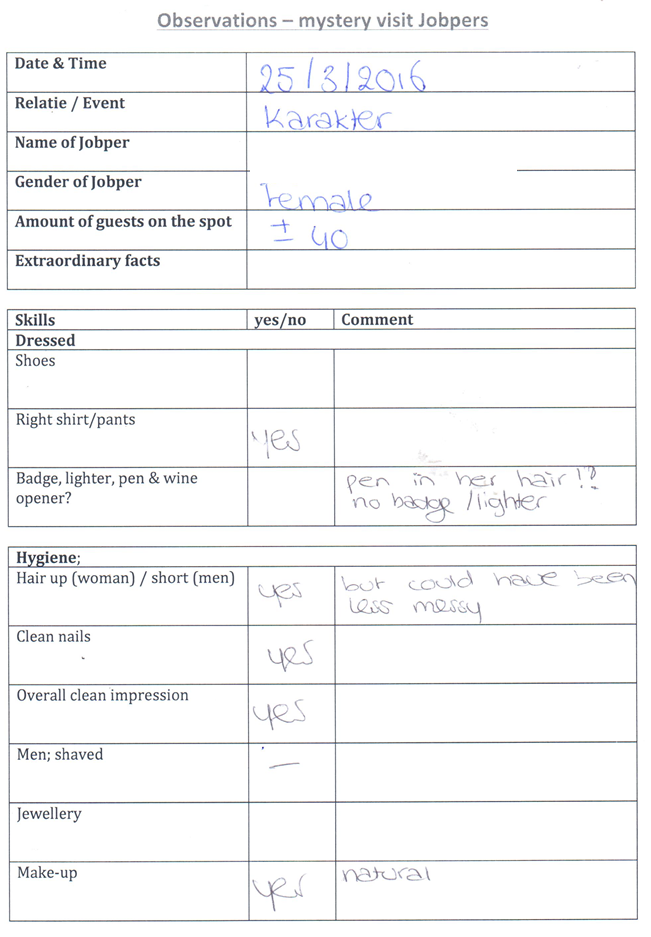 Observations – mystery visit Jobpers
Date & Time 25/3/2016
Relatie / Event Karakter
Name of Jobper
Gender of Jobper female
Amount of guests on the spot ± 40
Extraordinary facts
Skills yes/no Comment
Dressed
Shoes
Right shirt/pants yes
Badge, lighter, pen & wine pen in her hair!?
opener? no badge/lighter
Hygiene;
Hair up (woman) / short (men) yes but could have been
less messy
Clean nails yes
Overall clean impression yes
Men; shaved —
Jewellery
Make-up yes natural